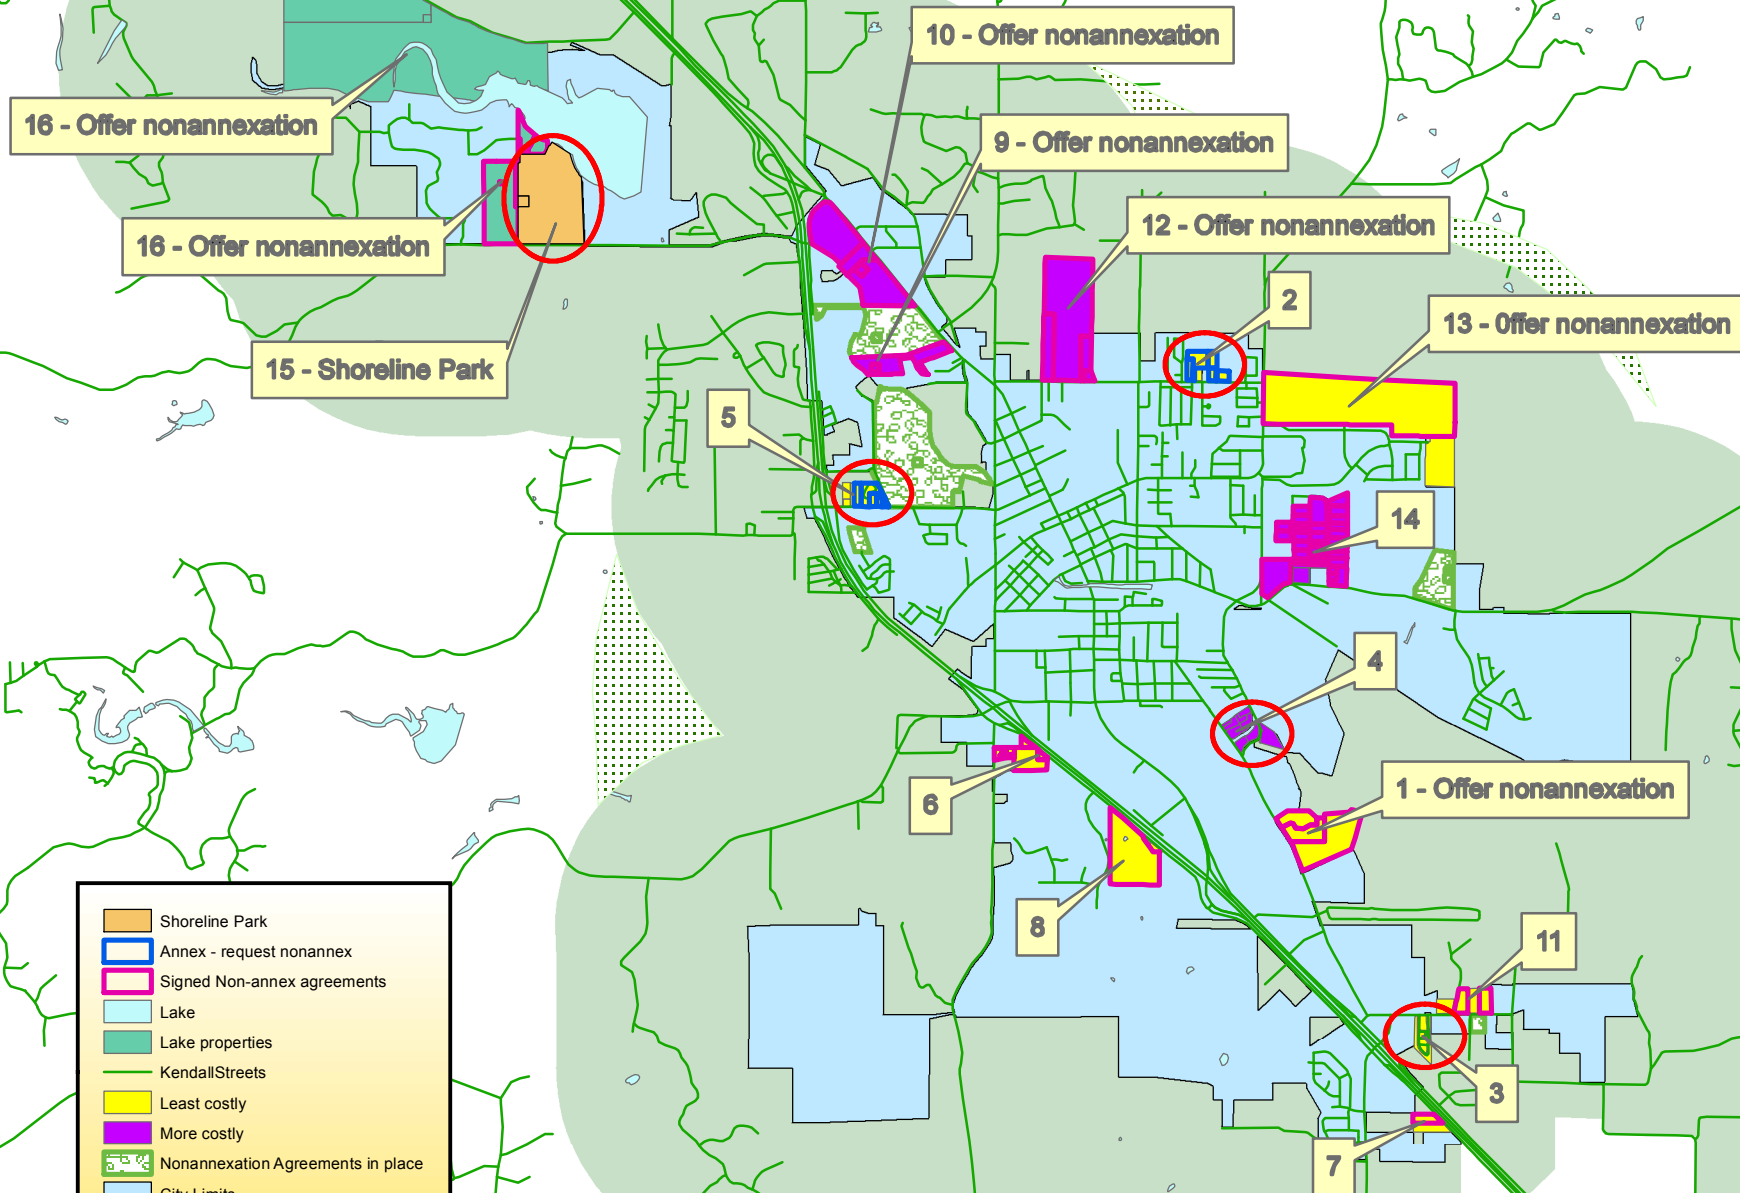 10 - Offer nonannexation
16 - Offer nonannexation
9 - Offer nonannexation
12 - Offer nonannexation
16 - Offer nonannexation
2
13 - Offer nonannexation
15 - Shoreline Park
5
14
4
1 - Offer nonannexation
6
8
11
3
7
Shoreline Park
Annex - request nonannex
Signed Non-annex agreements
Lake
Lake properties
KendallStreets
Least costly
More costly
Nonannexation Agreements in place
City Limits